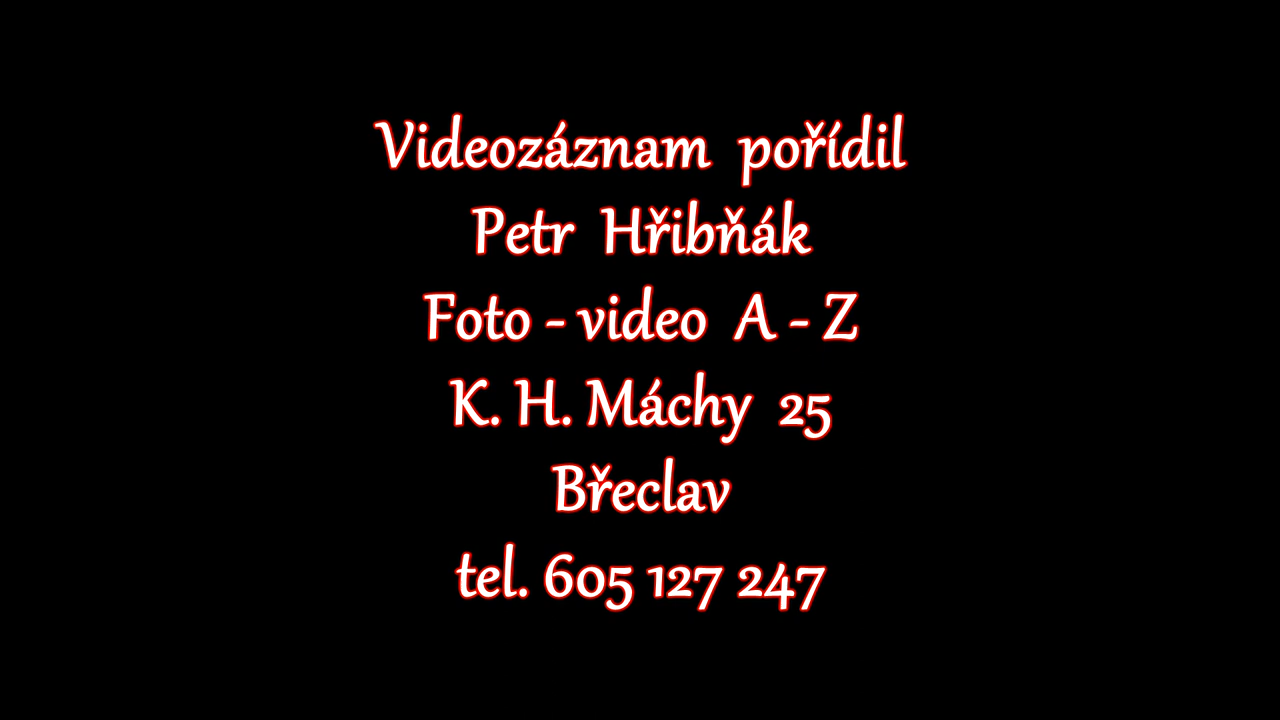 Videozáznam pořídil
Petr Hřibňák
Foto - video A - Z
K. H. Máchy 25
Břeclav
tel. 605 127 247